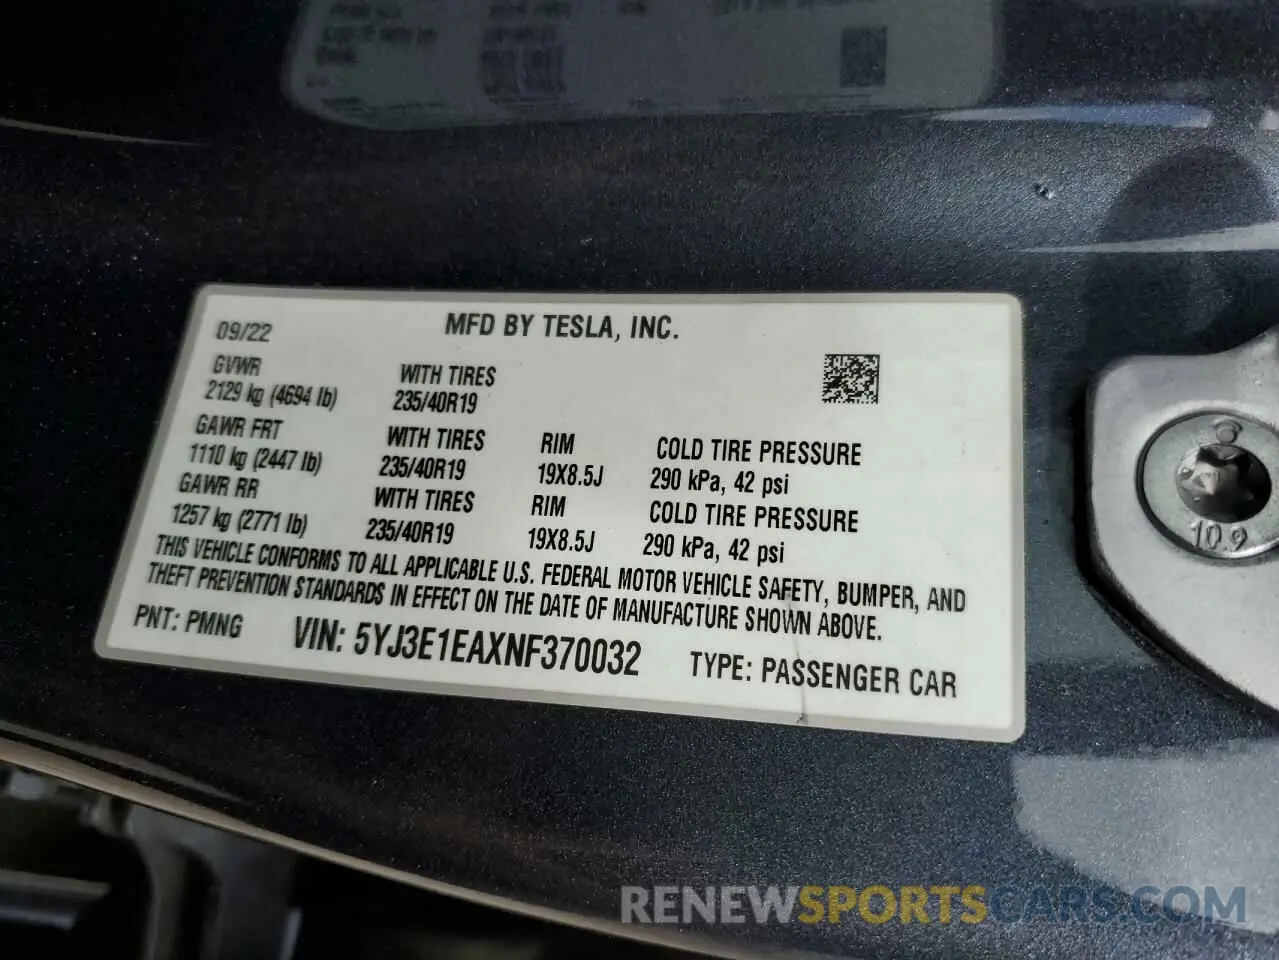 09/22 MFD BY TESLA, INC.
GVWR WITH TIRES
2129 kg (4694 lb) 235/40R19
GAWR FRT WITH TIRES RIM COLD TIRE PRESSURE
1110 kg (2447 lb) 235/40R19 19X8.5J 290 kPa, 42 psi
GAWR RR WITH TIRES RIM COLD TIRE PRESSURE
1257 kg (2771 lb) 235/40R19 19X8.5J 290 kPa, 42 psi
THIS VEHICLE CONFORMS TO ALL APPLICABLE U.S. FEDERAL MOTOR VEHICLE SAFETY, BUMPER, AND
THEFT PREVENTION STANDARDS IN EFFECT ON THE DATE OF MANUFACTURE SHOWN ABOVE.
PNT: PMNG VIN: 5YJ3E1EAXNF370032 TYPE: PASSENGER CAR
10.9
RENEWSPORTSCARS.COM